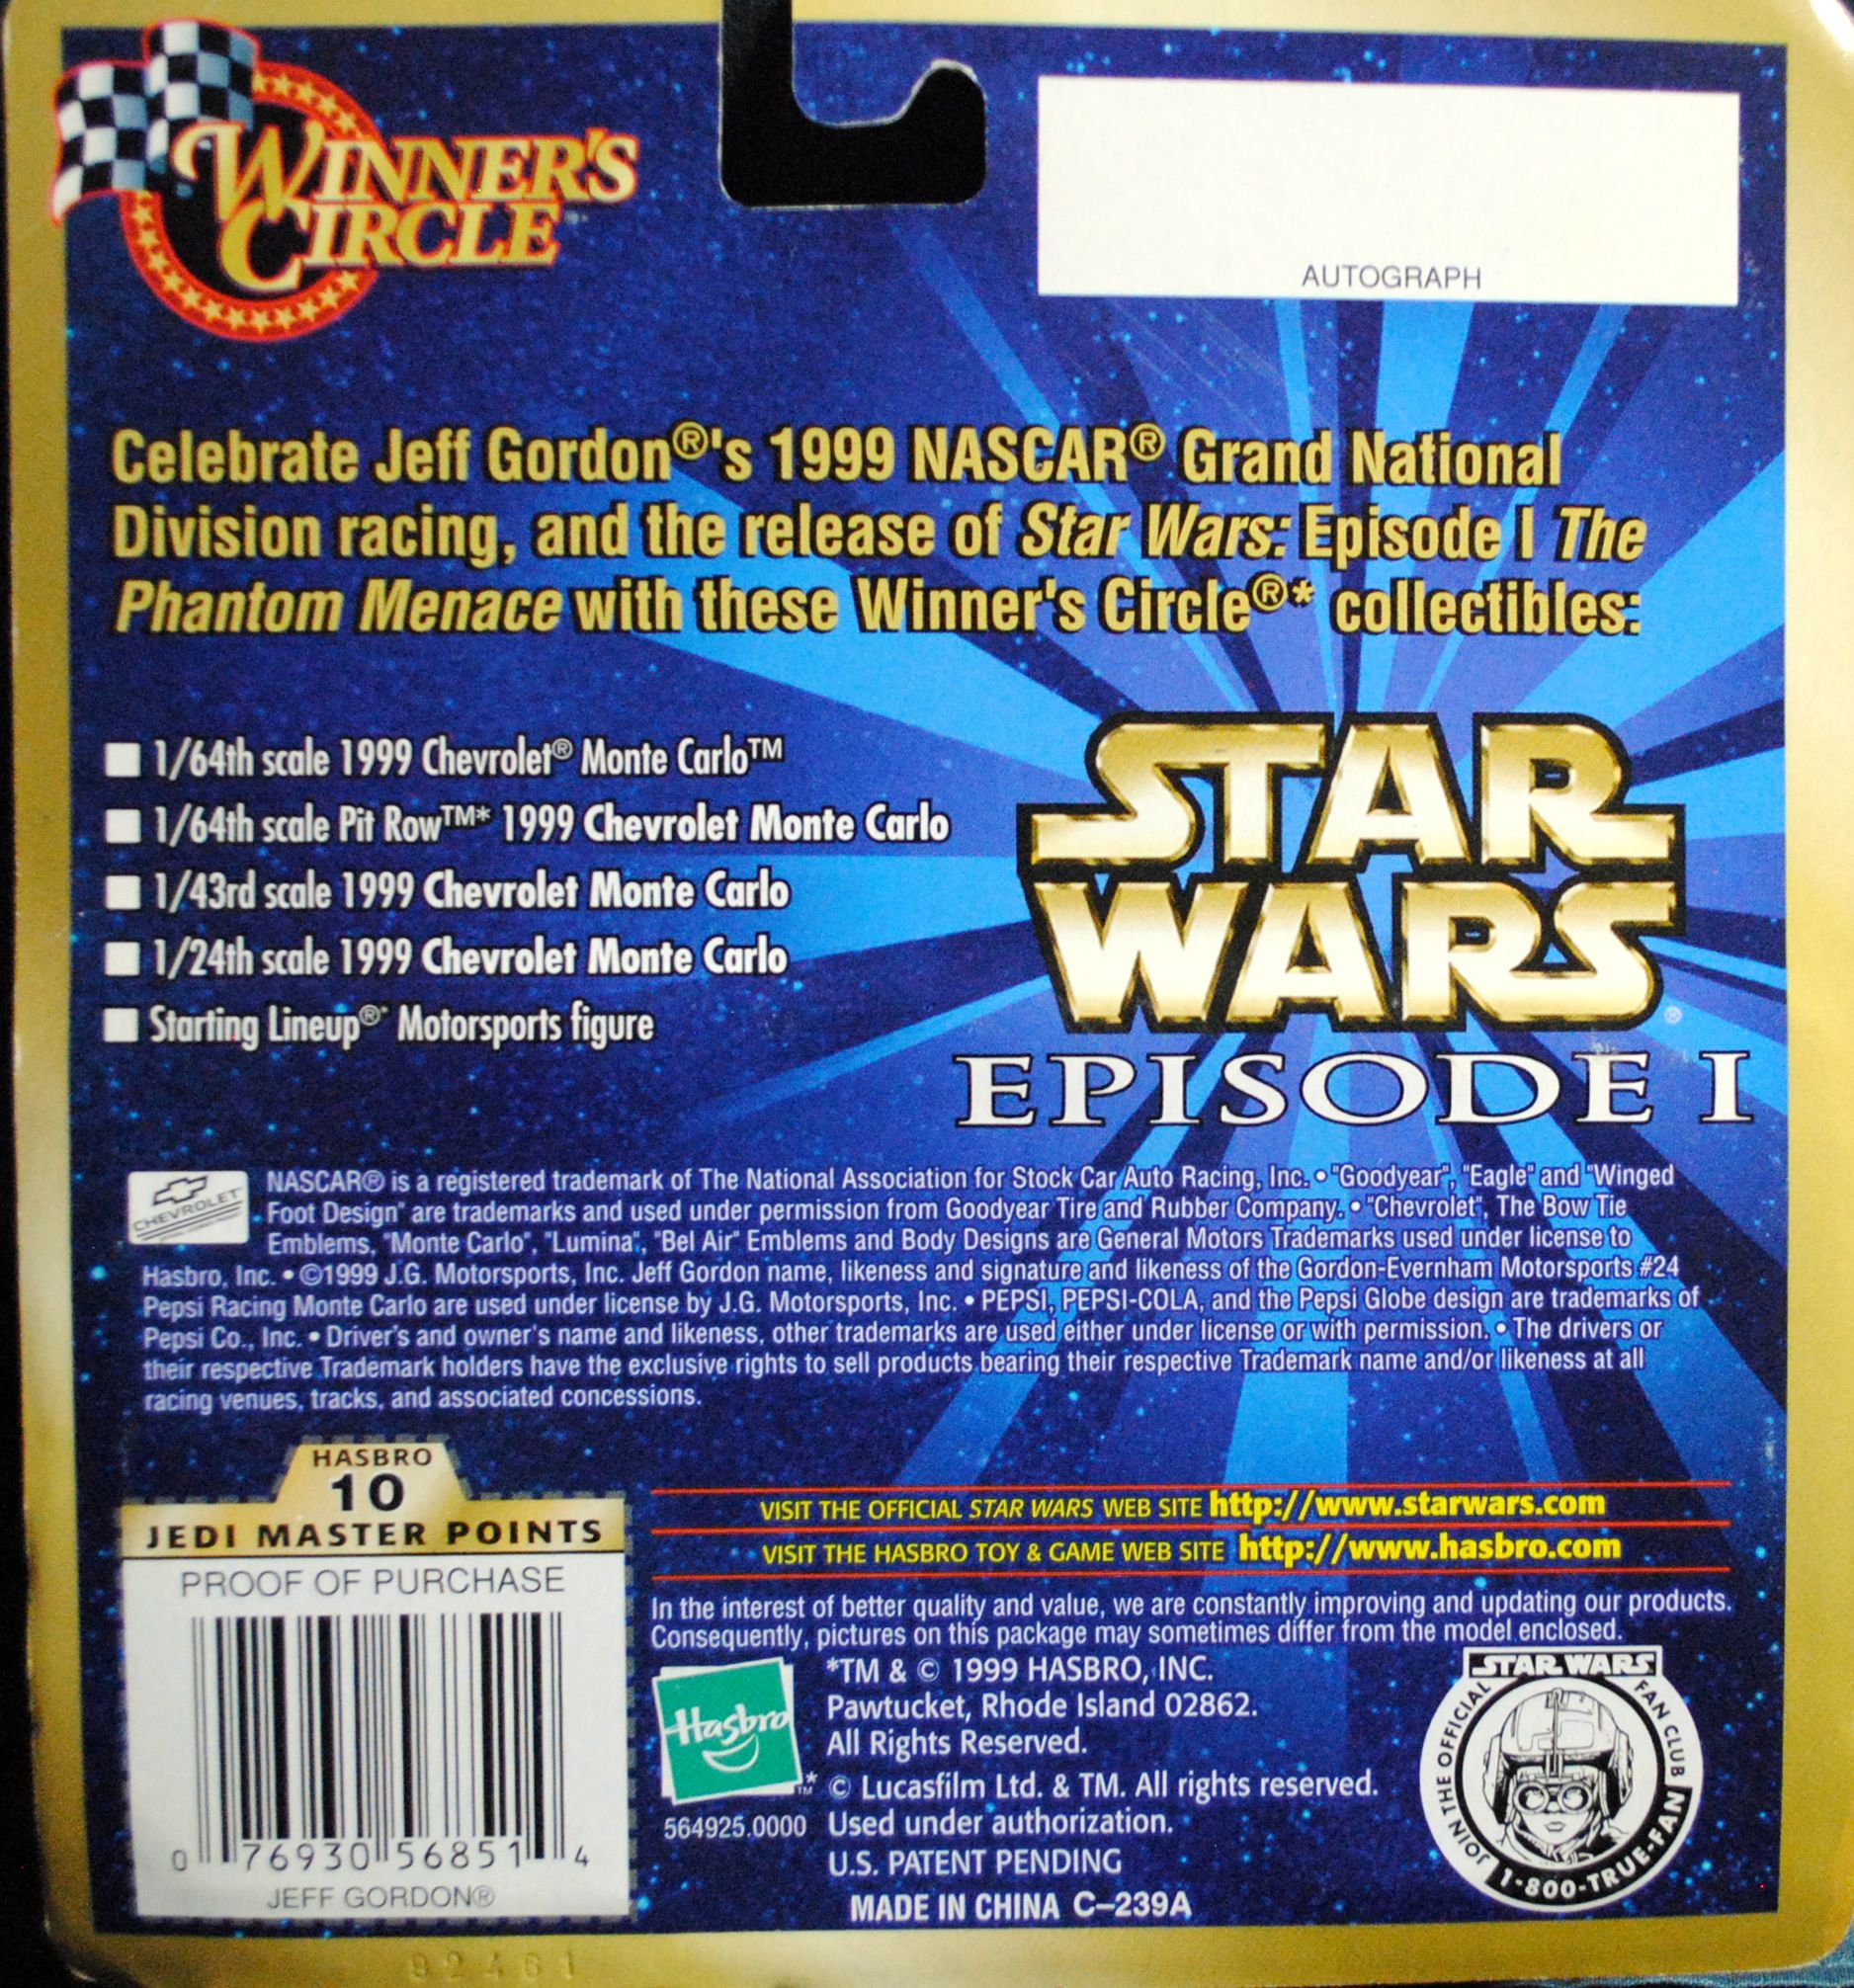 WINNER'S
CIRCLE™
AUTOGRAPH
Celebrate Jeff Gordon®'s 1999 NASCAR® Grand National
Division racing, and the release of Star Wars: Episode I The
Phantom Menace with these Winner's Circle®* collectibles:
1/64th scale 1999 Chevrolet® Monte Carlo™
1/64th scale Pit Row™* 1999 Chevrolet Monte Carlo
1/43rd scale 1999 Chevrolet Monte Carlo
1/24th scale 1999 Chevrolet Monte Carlo
Starting Lineup®* Motorsports figure
STAR
WARS®
EPISODE I
CHEVROLET
NASCAR® is a registered trademark of The National Association for Stock Car Auto Racing, Inc. • "Goodyear", "Eagle" and "Winged
Foot Design" are trademarks and used under permission from Goodyear Tire and Rubber Company. • "Chevrolet", The Bow Tie
Emblems, "Monte Carlo", "Lumina", "Bel Air" Emblems and Body Designs are General Motors Trademarks used under license to
Hasbro, Inc. • ©1999 J.G. Motorsports, Inc. Jeff Gordon name, likeness and signature and likeness of the Gordon-Evernham Motorsports #24
Pepsi Racing Monte Carlo are used under license by J.G. Motorsports, Inc. • PEPSI, PEPSI-COLA, and the Pepsi Globe design are trademarks of
Pepsi Co., Inc. • Driver's and owner's name and likeness, other trademarks are used either under license or with permission. • The drivers or
their respective Trademark holders have the exclusive rights to sell products bearing their respective Trademark name and/or likeness at all
racing venues, tracks, and associated concessions.
HASBRO
10
JEDI MASTER POINTS
PROOF OF PURCHASE
0 76930 56851 4
JEFF GORDON®
VISIT THE OFFICIAL STAR WARS WEB SITE http://www.starwars.com
VISIT THE HASBRO TOY & GAME WEB SITE http://www.hasbro.com
In the interest of better quality and value, we are constantly improving and updating our products.
Consequently, pictures on this package may sometimes differ from the model enclosed.
Hasbro
™*
564925.0000
*TM & © 1999 HASBRO, INC.
Pawtucket, Rhode Island 02862.
All Rights Reserved.
© Lucasfilm Ltd. & TM. All rights reserved.
Used under authorization.
U.S. PATENT PENDING
MADE IN CHINA C–239A
STAR WARS
JOIN THE OFFICIAL FAN CLUB
1-800-TRUE-FAN
92461